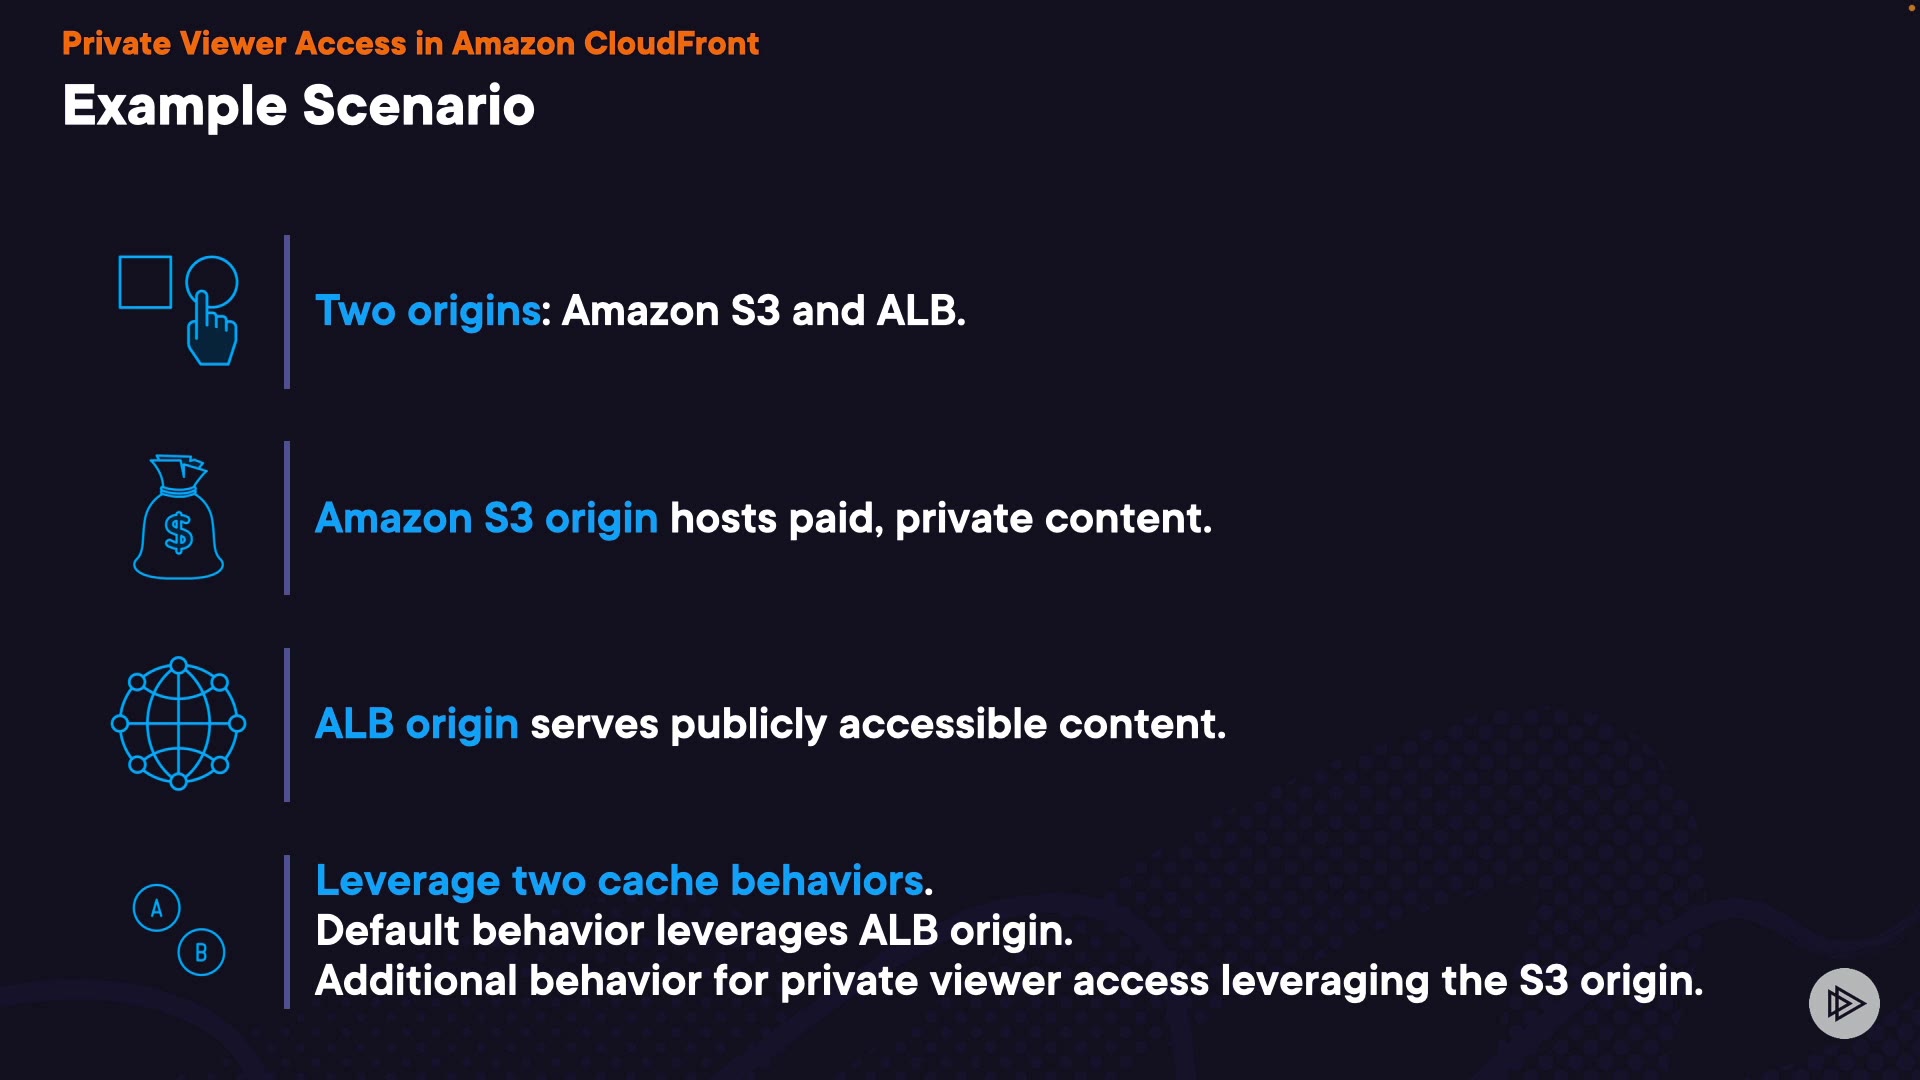 Private Viewer Access in Amazon CloudFront
Example Scenario
Two origins: Amazon S3 and ALB.
$
Amazon S3 origin hosts paid, private content.
ALB origin serves publicly accessible content.
A
B
Leverage two cache behaviors.
Default behavior leverages ALB origin.
Additional behavior for private viewer access leveraging the S3 origin.